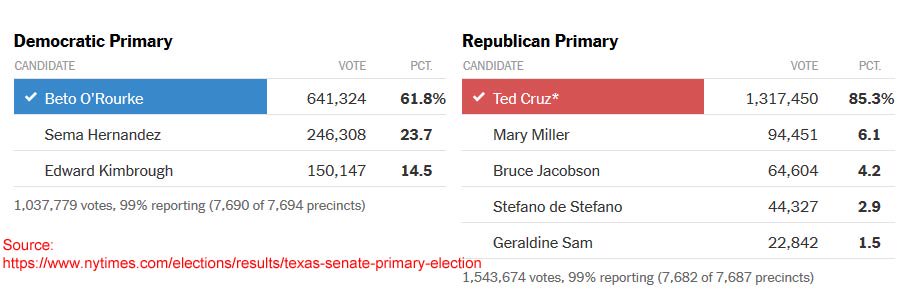 Democratic Primary
CANDIDATE VOTE PCT.
✓ Beto O'Rourke 641,324 61.8%
Sema Hernandez 246,308 23.7
Edward Kimbrough 150,147 14.5
1,037,779 votes, 99% reporting (7,690 of 7,694 precincts)
Republican Primary
CANDIDATE VOTE PCT.
✓ Ted Cruz* 1,317,450 85.3%
Mary Miller 94,451 6.1
Bruce Jacobson 64,604 4.2
Stefano de Stefano 44,327 2.9
Geraldine Sam 22,842 1.5
1,543,674 votes, 99% reporting (7,682 of 7,687 precincts)
Source:
https://www.nytimes.com/elections/results/texas-senate-primary-election